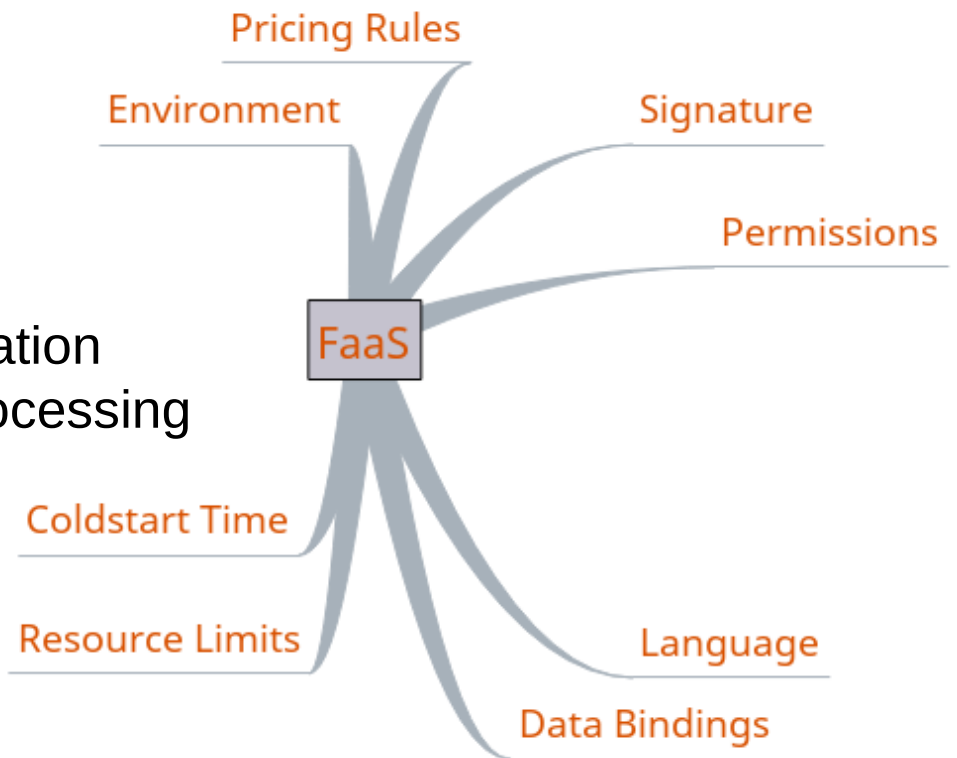 Pricing Rules
Environment
Signature
Permissions
FaaS
ation
ocessing
Coldstart Time
Resource Limits
Language
Data Bindings